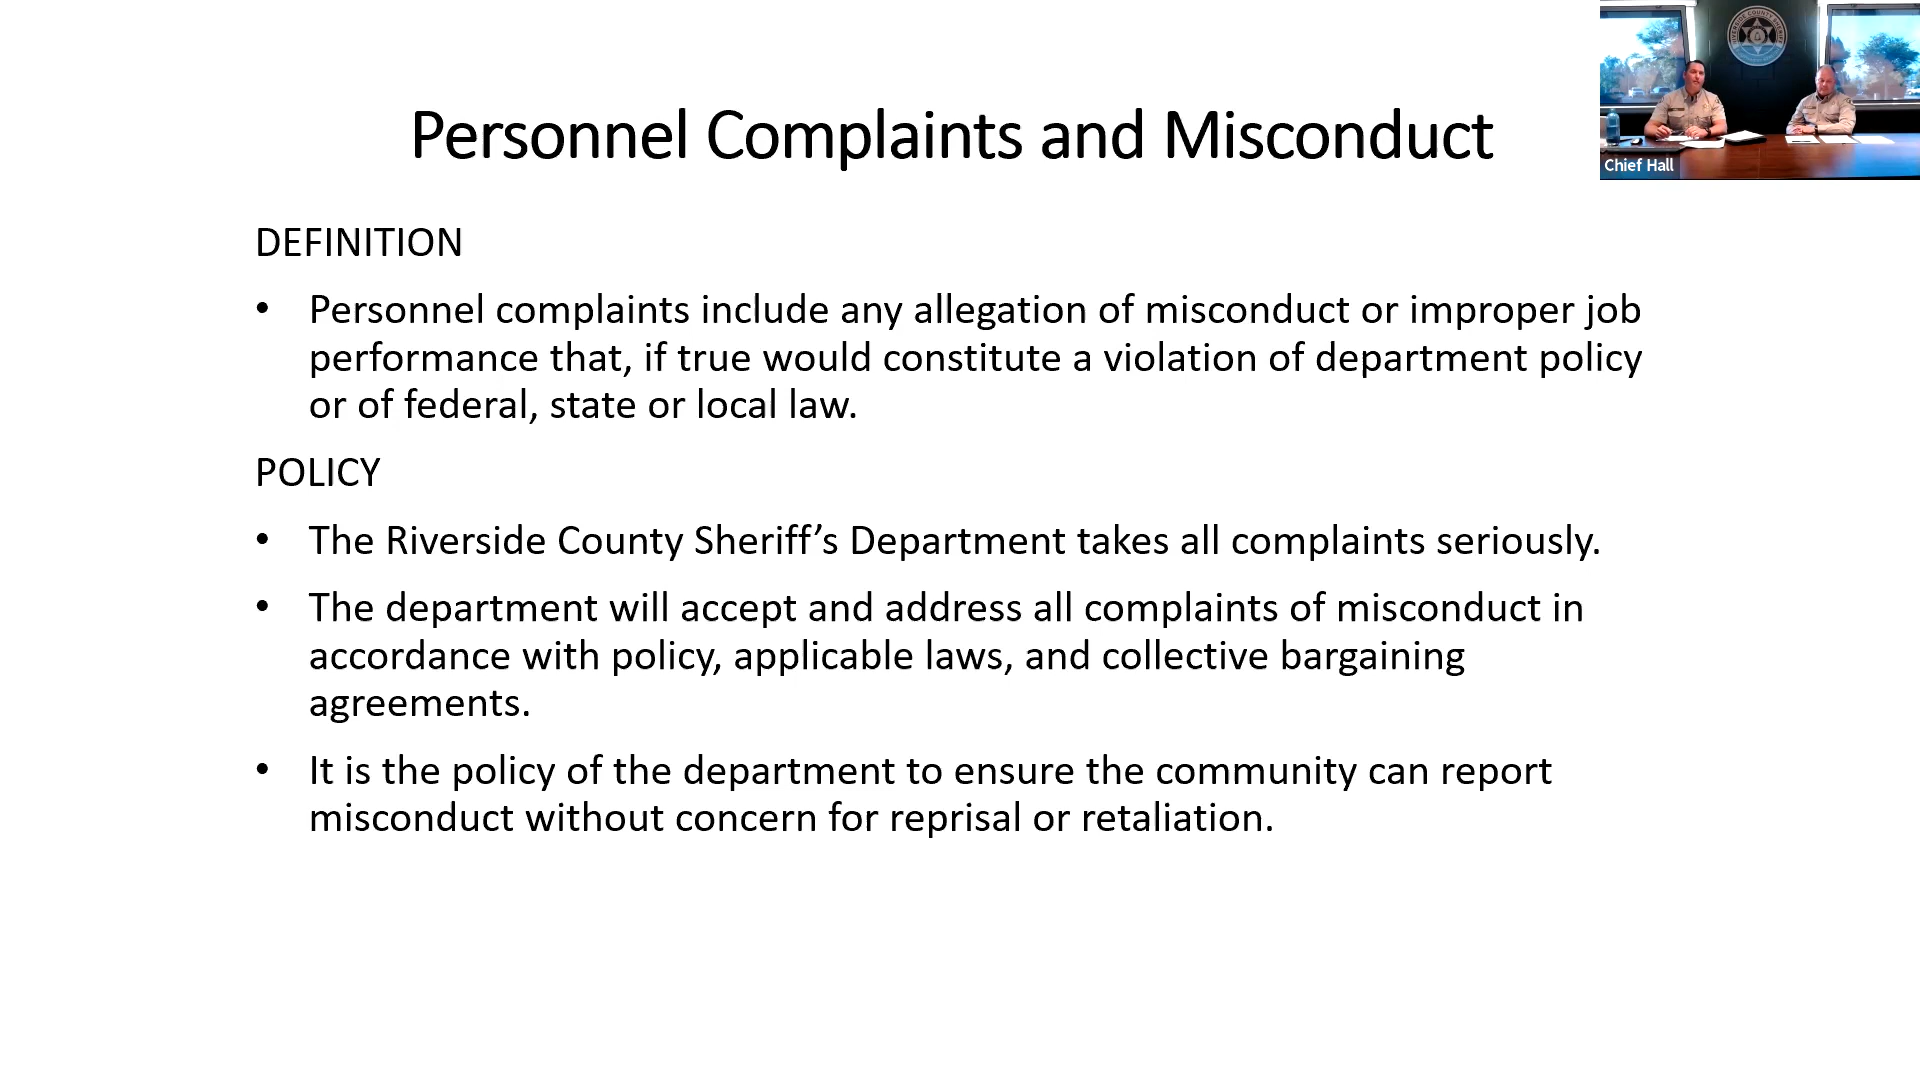 Personnel Complaints and Misconduct
RIVERSIDE COUNTY SHERIFF
Chief Hall
DEFINITION
• Personnel complaints include any allegation of misconduct or improper job
performance that, if true would constitute a violation of department policy
or of federal, state or local law.
POLICY
• The Riverside County Sheriff’s Department takes all complaints seriously.
• The department will accept and address all complaints of misconduct in
accordance with policy, applicable laws, and collective bargaining
agreements.
• It is the policy of the department to ensure the community can report
misconduct without concern for reprisal or retaliation.